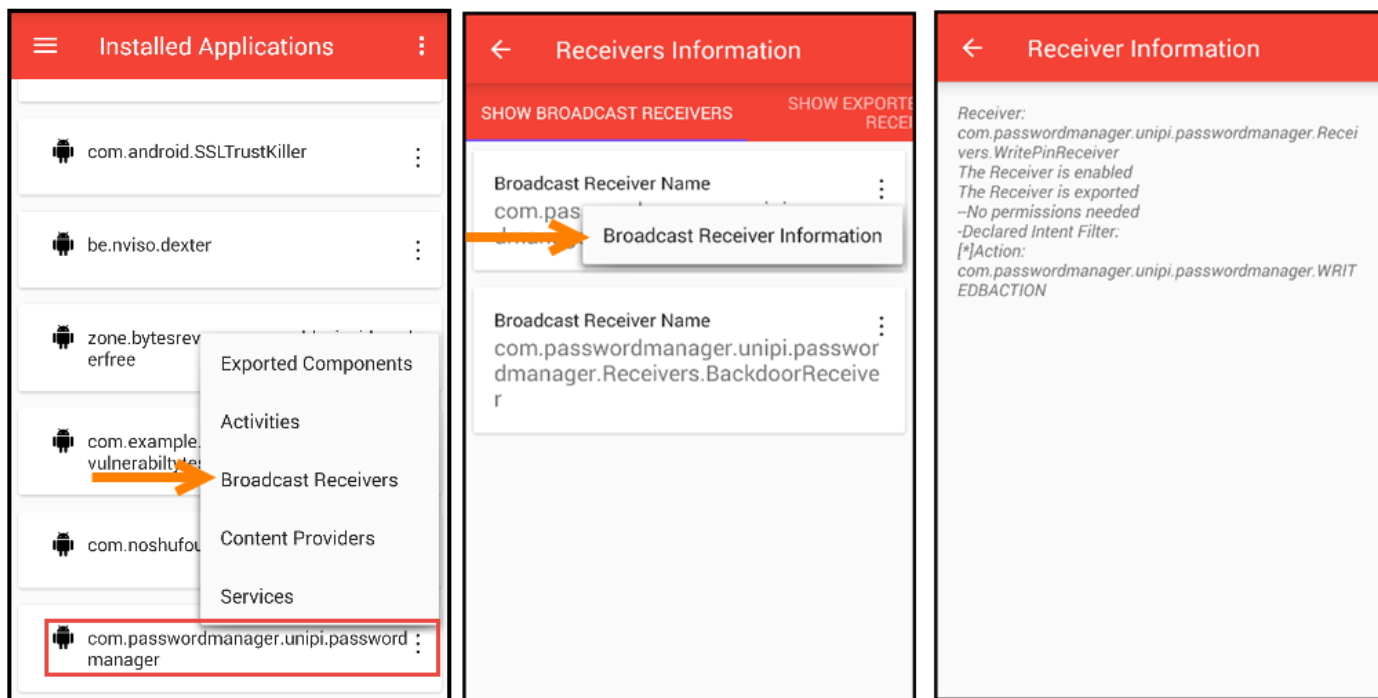 Installed Applications
com.android.SSLTrustKiller
be.nviso.dexter
zone.bytesrev
erfree
Exported Components
Activities
com.example.
vulnerabilty
Broadcast Receivers
com.noshufou
Content Providers
Services
com.passwordmanager.unipi.password
manager
Receivers Information
SHOW BROADCAST RECEIVERS
SHOW EXPORTE
RECEI
Broadcast Receiver Name
com.pas
Broadcast Receiver Information
Broadcast Receiver Name
com.passwordmanager.unipi.passwor
dmanager.Receivers.BackdoorReceive
r
Receiver Information
Receiver:
com.passwordmanager.unipi.passwordmanager.Recei
vers.WritePinReceiver
The Receiver is enabled
The Receiver is exported
--No permissions needed
-Declared Intent Filter:
[*]Action:
com.passwordmanager.unipi.passwordmanager.WRIT
EDBACTION